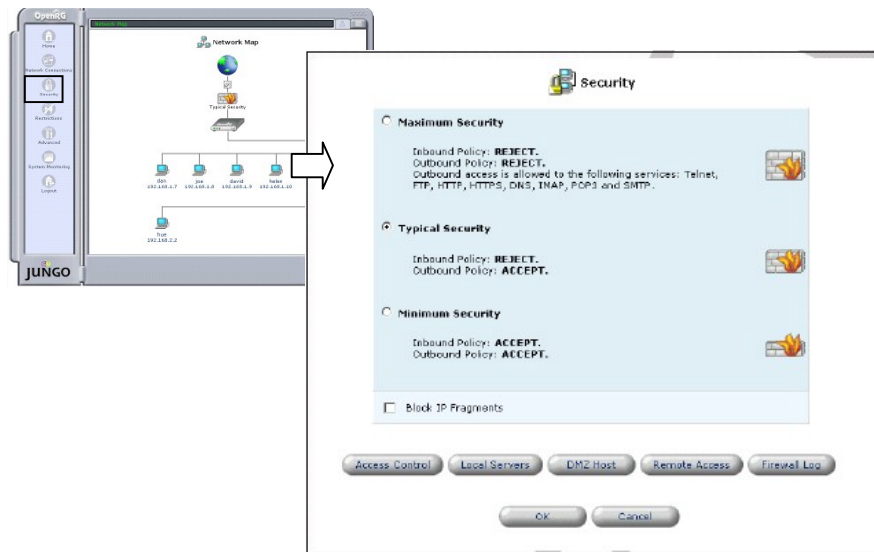 OpenRG
Network Map
Home
Network Connections
Security
Restrictions
Advanced
System Monitoring
Logout
JUNGO
Network Map
Typical Security
dan
192.168.1.7
joe
192.168.1.8
david
192.168.1.9
helen
192.168.1.10
192.168.2.2
Security
Maximum Security
Inbound Policy: REJECT.
Outbound Policy: REJECT.
Outbound access is allowed to the following services: Telnet,
FTP, HTTP, HTTPS, DNS, IMAP, POP3 and SMTP.
Typical Security
Inbound Policy: REJECT.
Outbound Policy: ACCEPT.
Minimum Security
Inbound Policy: ACCEPT.
Outbound Policy: ACCEPT.
Block IP Fragments
Access Control
Local Servers
DMZ Host
Remote Access
Firewall Log
OK
Cancel